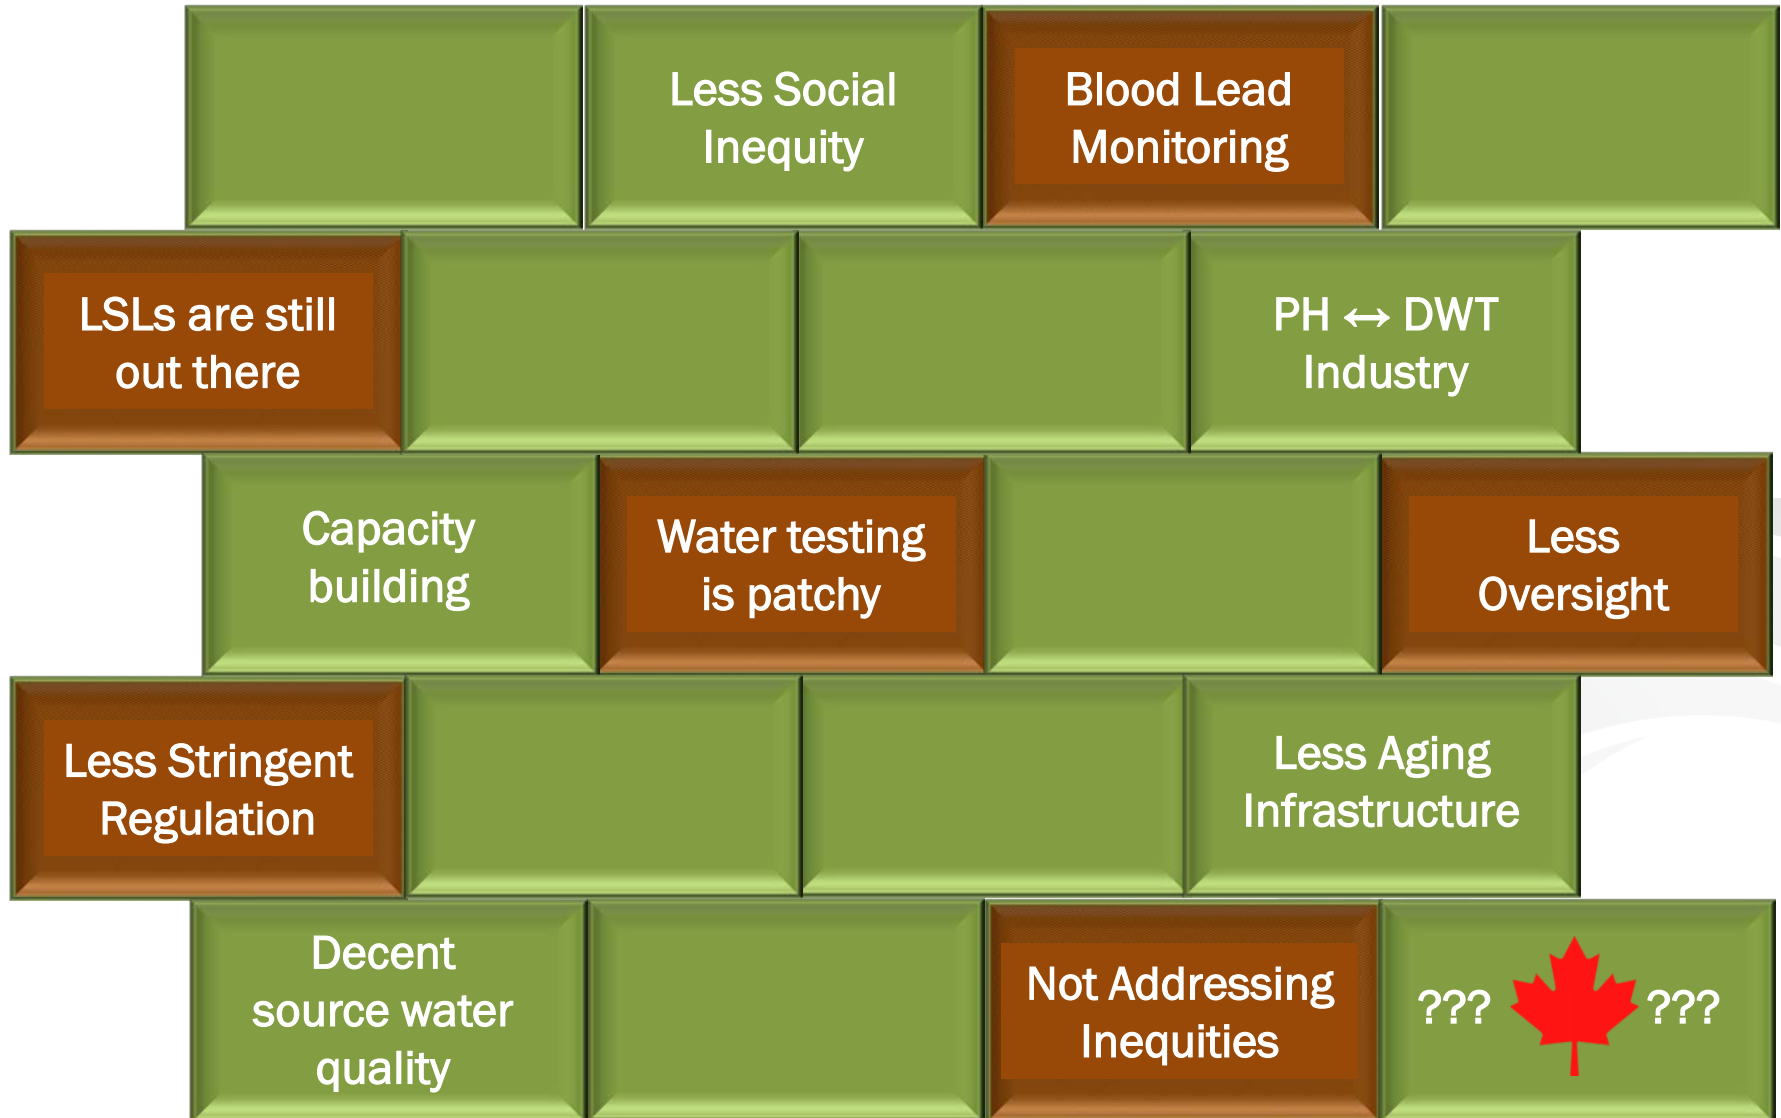 Less Social
Inequity
Blood Lead
Monitoring
LSLs are still
out there
PH ↔ DWT
Industry
Capacity
building
Water testing
is patchy
Less
Oversight
Less Stringent
Regulation
Less Aging
Infrastructure
Decent
source water
quality
Not Addressing
Inequities
??? ???